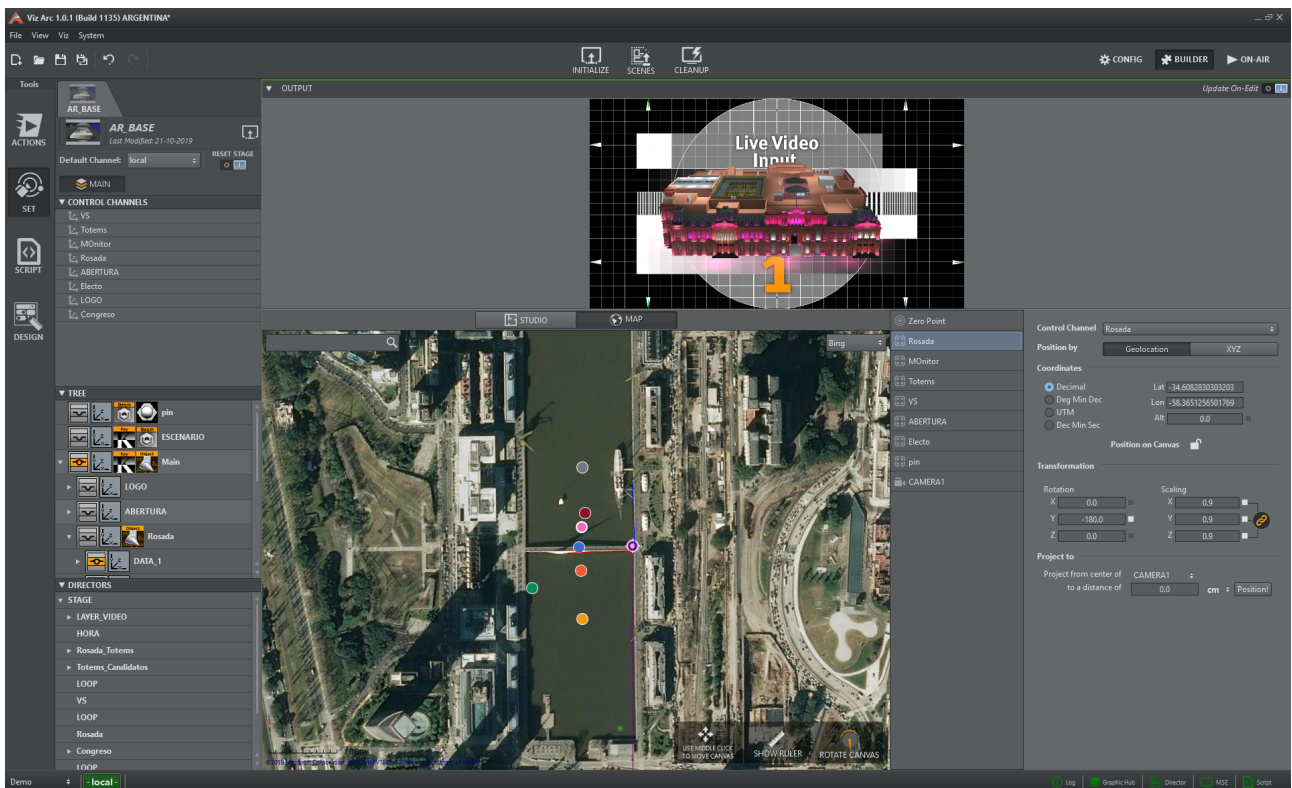 Viz Arc 1.0.1 (Build 1135) ARGENTINA*
File View Viz System
INITIALIZE SCENES CLEANUP
CONFIG BUILDER ON-AIR
Tools
ACTIONS
SET
SCRIPT
DESIGN
AR_BASE
AR_BASE
Last Modified: 21-10-2019
Default Channel: local
RESET STAGE
MAIN
CONTROL CHANNELS
VS
Totems
MOnitor
Rosada
ABERTURA
Electo
LOGO
Congreso
TREE
pin
ESCENARIO
Main
LOGO
ABERTURA
Rosada
DATA_1
DIRECTORS
STAGE
LAYER_VIDEO
HORA
Rosada_Totems
Totems_Candidatos
LOOP
VS
LOOP
Rosada
Congreso
LOOP
OUTPUT
Update On-Edit
Live Video
Input
1
STUDIO MAP
Bing
USE MIDDLE CLICK
TO MOVE CANVAS
SHOW RULER
ROTATE CANVAS
Zero Point
Rosada
MOnitor
Totems
VS
ABERTURA
Electo
pin
CAMERA1
Control Channel Rosada
Position by Geolocation XYZ
Coordinates
Decimal Lat -34.6082830303203
Deg Min Dec Lon -58.3651256501769
UTM Alt 0.0
Dec Min Sec
Position on Canvas
Transformation
Rotation Scaling
X 0.0 X 0.9
Y -180.0 Y 0.9
Z 0.0 Z 0.9
Project to
Project from center of CAMERA1
to a distance of 0.0 cm Position!
Demo -local-
Log Graphic Hub Director MSE Script